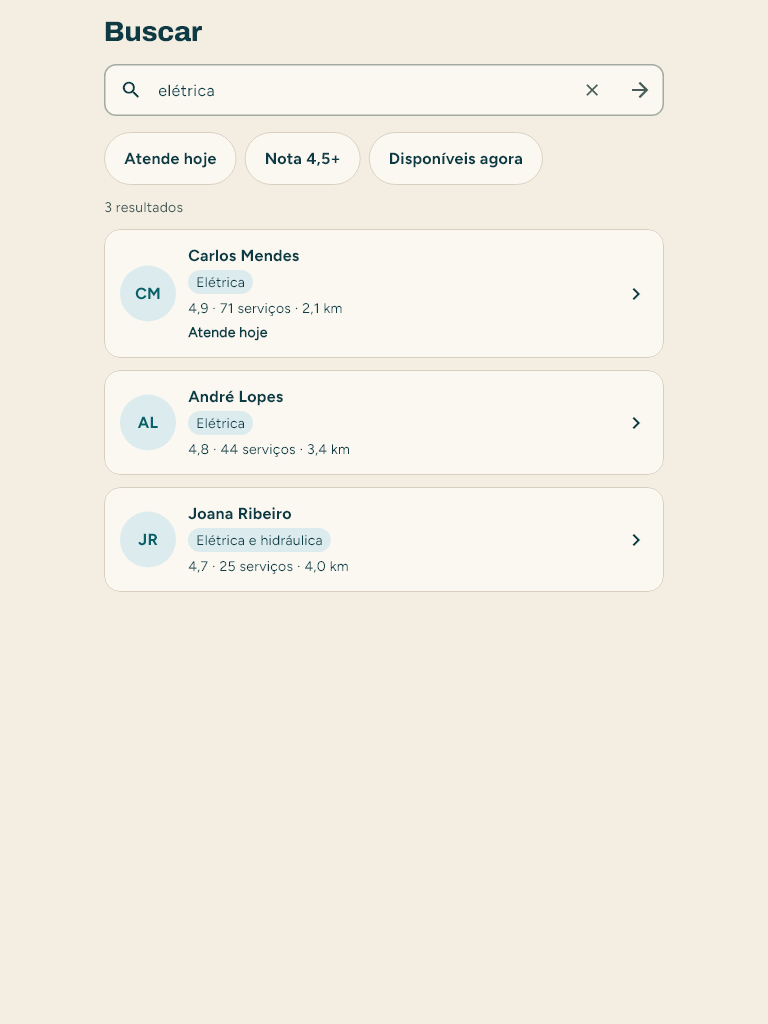 Buscar
elétrica
Atende hoje
Nota 4,5+
Disponíveis agora
3 resultados
CM
Carlos Mendes
Elétrica
4,9 · 71 serviços · 2,1 km
Atende hoje
AL
André Lopes
Elétrica
4,8 · 44 serviços · 3,4 km
JR
Joana Ribeiro
Elétrica e hidráulica
4,7 · 25 serviços · 4,0 km